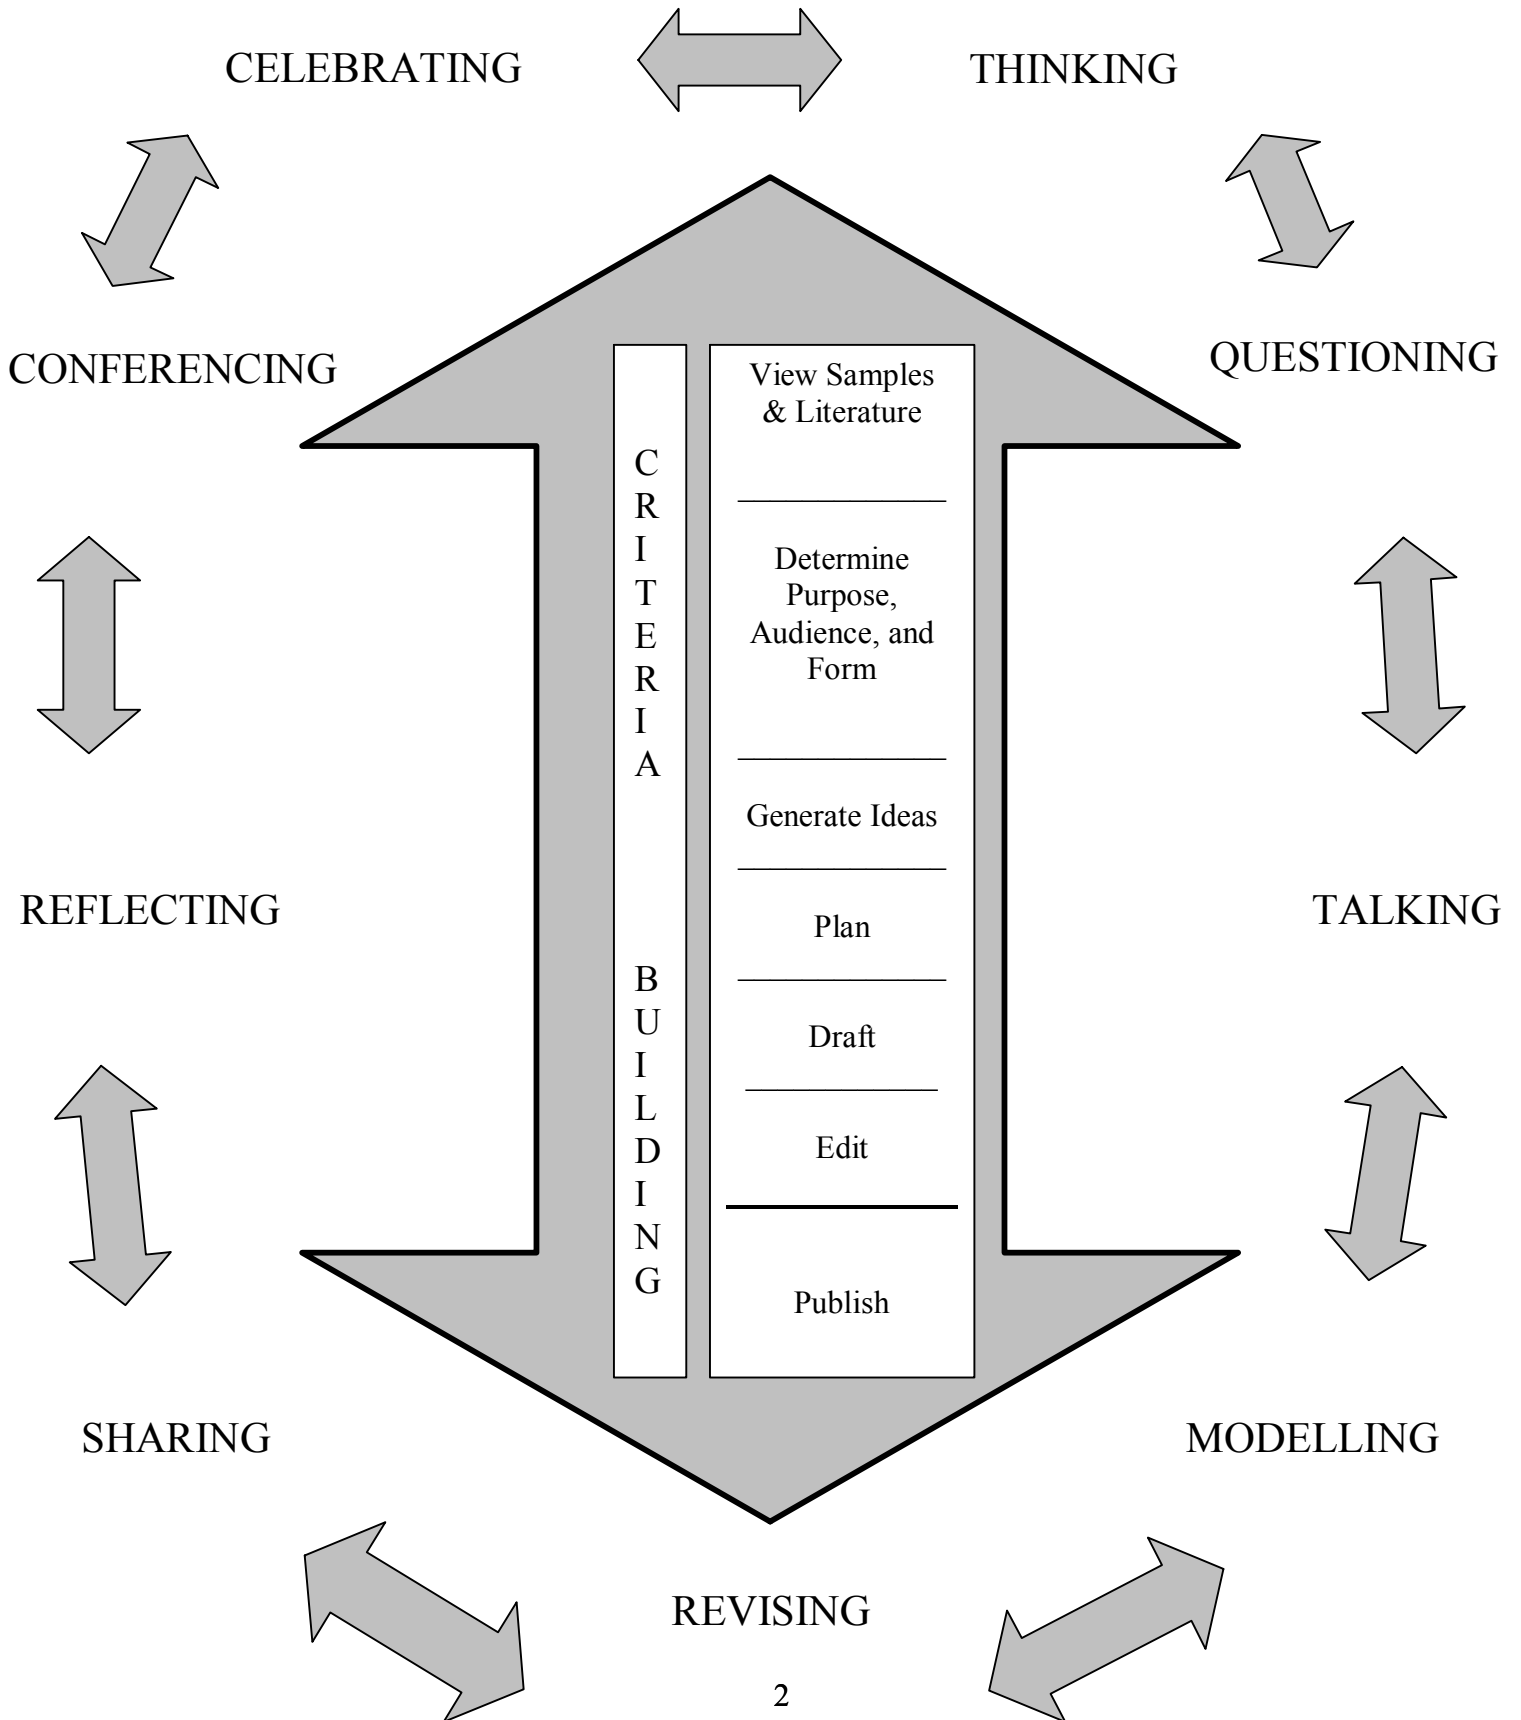 CELEBRATING
THINKING
CONFERENCING
QUESTIONING
View Samples
& Literature
Determine
Purpose,
Audience, and
Form
Generate Ideas
Plan
Draft
Edit
Publish
C
R
I
T
E
R
I
A
B
U
I
L
D
I
N
G
REFLECTING
TALKING
SHARING
MODELLING
REVISING
2